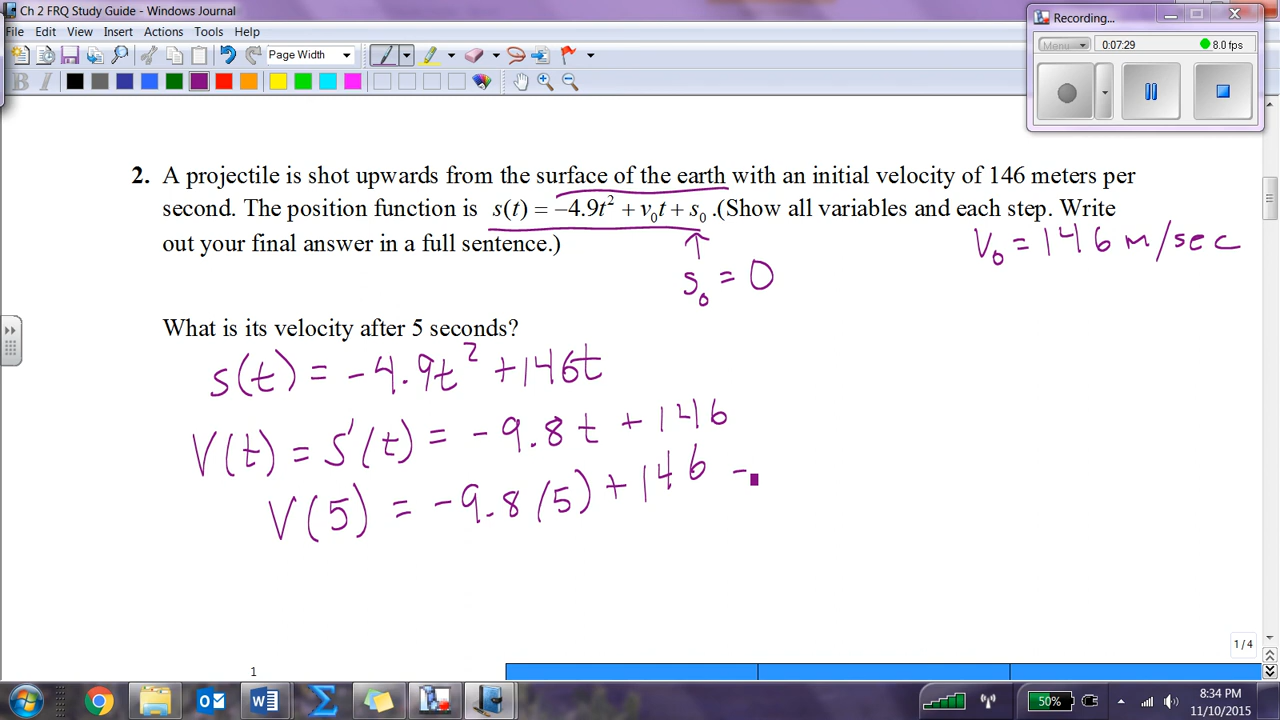 Ch 2 FRQ Study Guide - Windows Journal
Recording...
File Edit View Insert Actions Tools Help
Menu 0:07:29 8.0 fps
Page Width
B I
2. A projectile is shot upwards from the surface of the earth with an initial velocity of 146 meters per
second. The position function is s(t) = −4.9t² + v₀t + s₀ .(Show all variables and each step. Write
out your final answer in a full sentence.)
V₀ = 146 m/sec
s₀ = 0
What is its velocity after 5 seconds?
s(t) = -4.9t² + 146t
V(t) = s'(t) = -9.8t + 146
V(5) = -9.8(5) + 146 -
1 / 4
1
50%
8:34 PM
11/10/2015